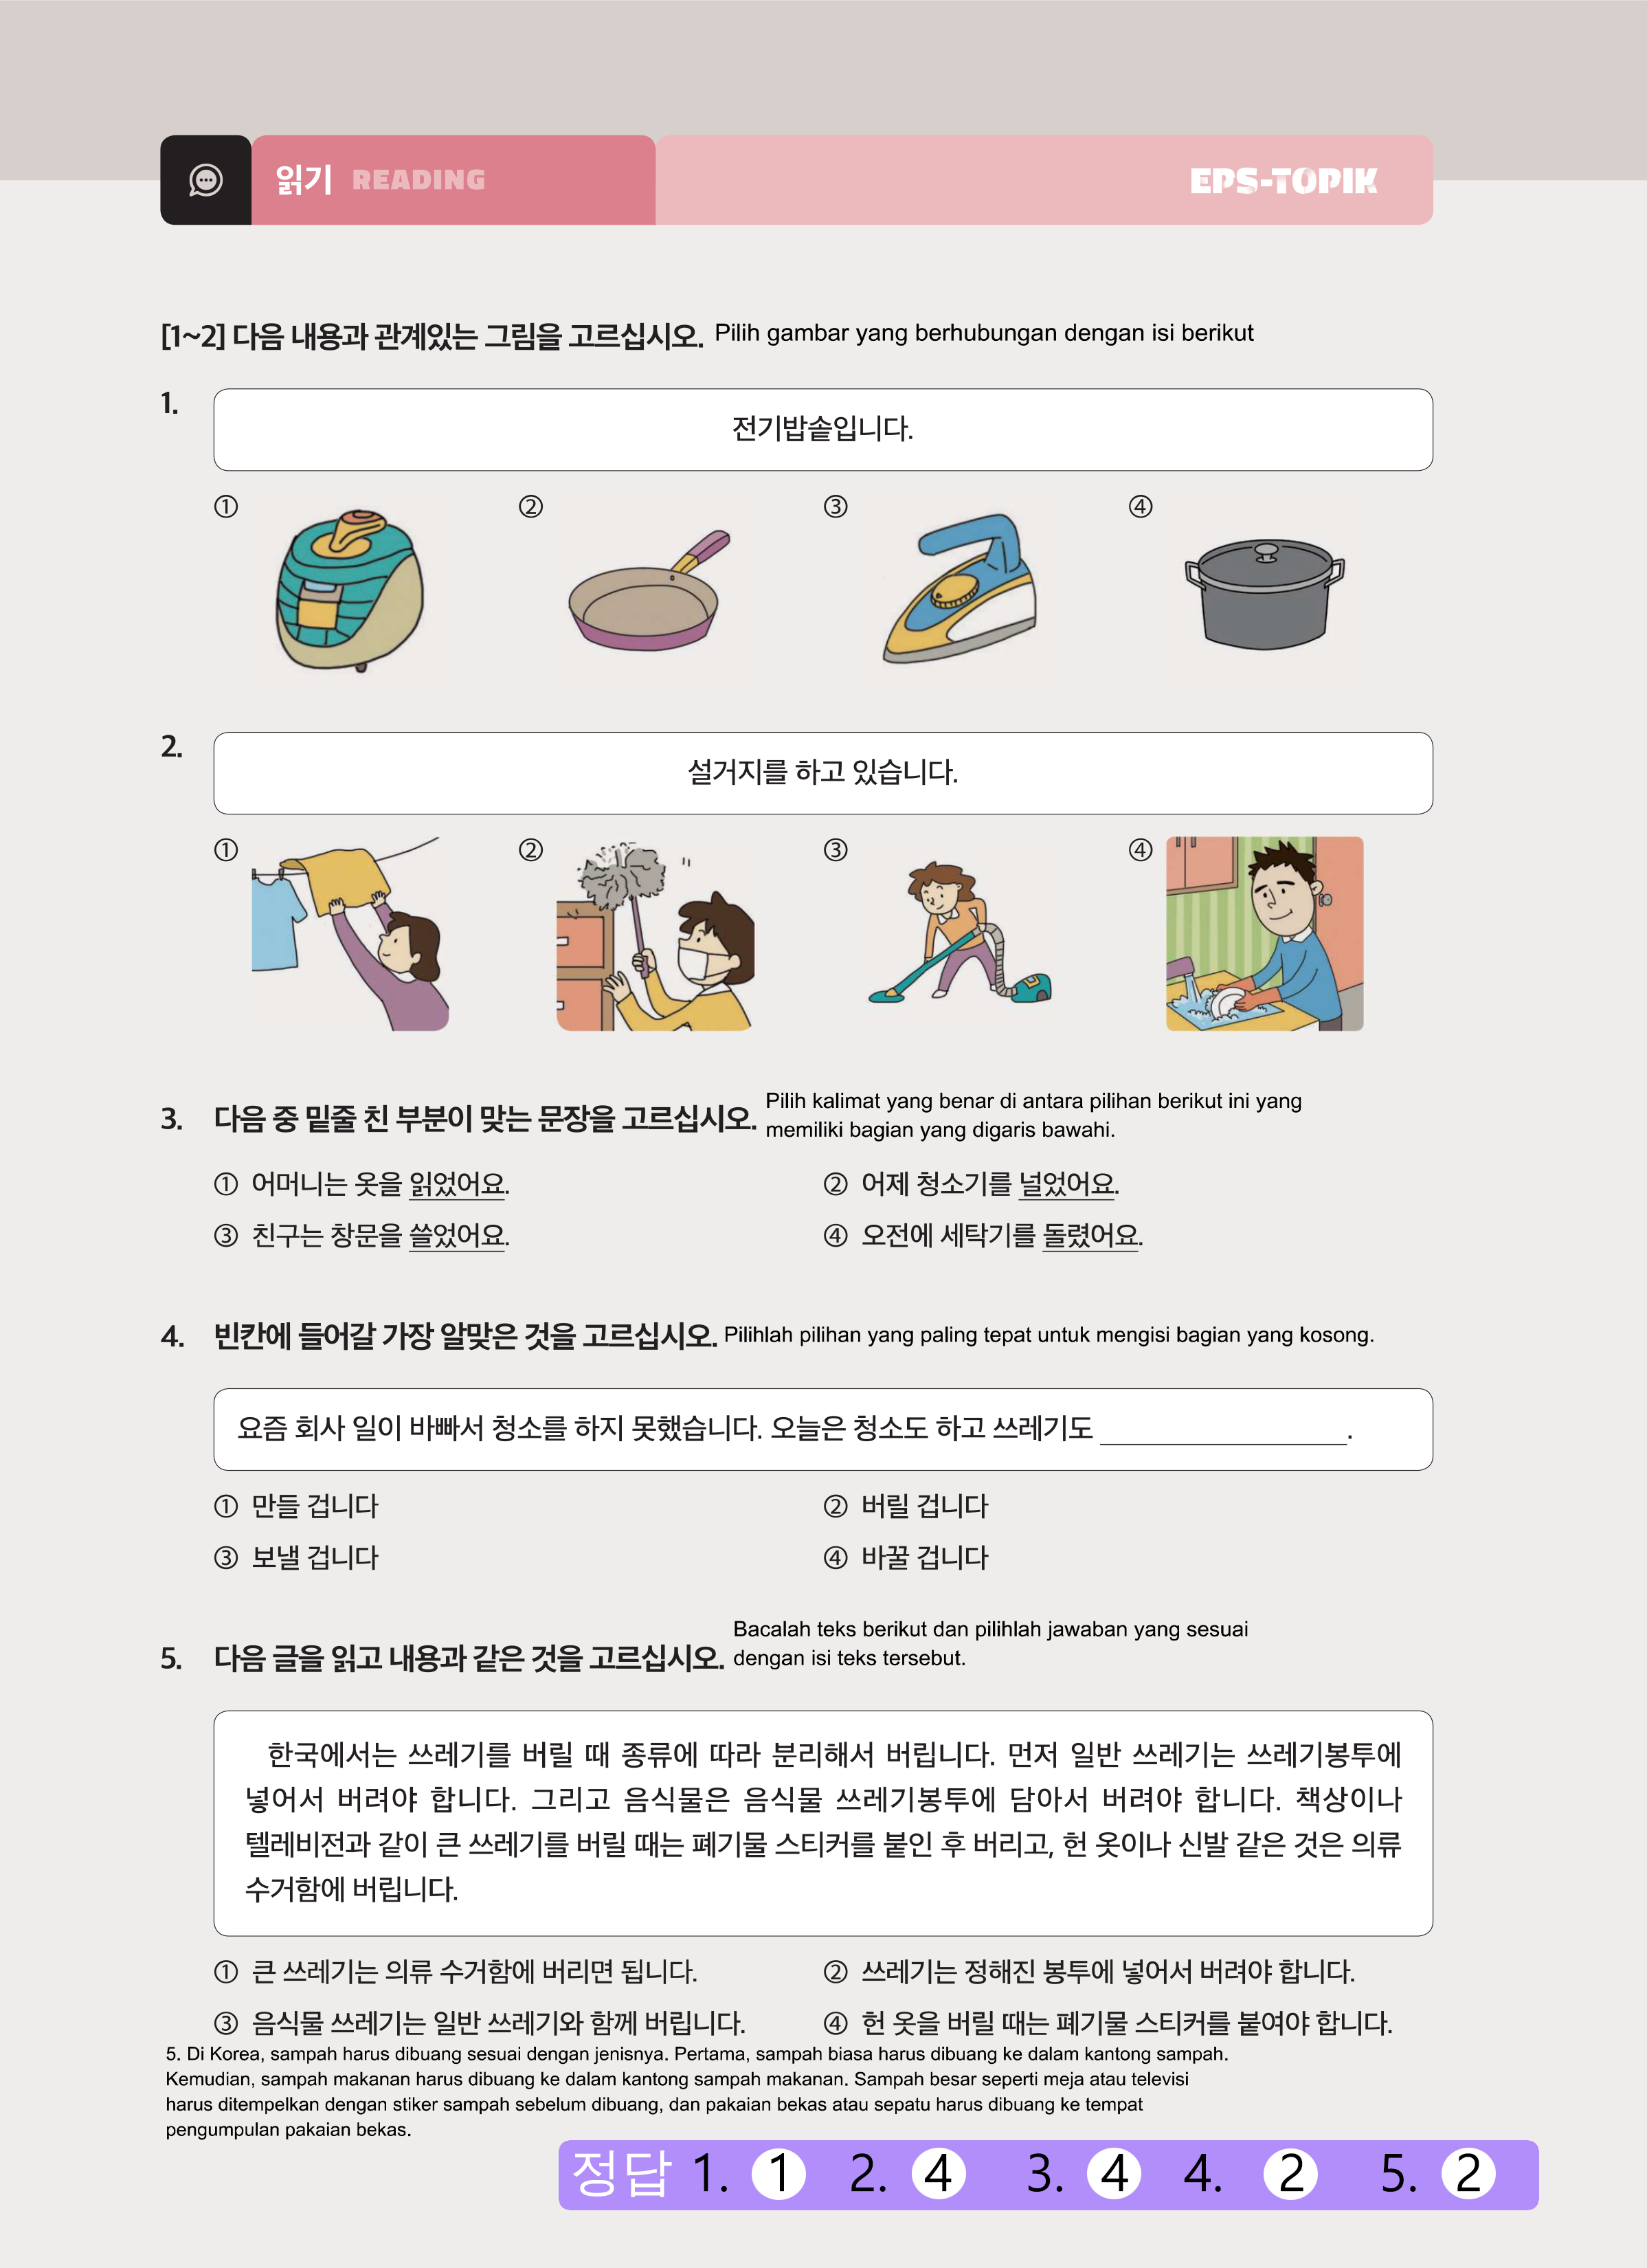 읽기 READING EPS-TOPIK
[1~2] 다음 내용과 관계있는 그림을 고르십시오. Pilih gambar yang berhubungan dengan isi berikut
1. 전기밥솥입니다.
① ② ③ ④
2. 설거지를 하고 있습니다.
① ② ③ ④
3. 다음 중 밑줄 친 부분이 맞는 문장을 고르십시오. Pilih kalimat yang benar di antara pilihan berikut ini yang
memiliki bagian yang digaris bawahi.
① 어머니는 옷을 읽었어요. ② 어제 청소기를 널었어요.
③ 친구는 창문을 쓸었어요. ④ 오전에 세탁기를 돌렸어요.
4. 빈칸에 들어갈 가장 알맞은 것을 고르십시오. Pilihlah pilihan yang paling tepat untuk mengisi bagian yang kosong.
요즘 회사 일이 바빠서 청소를 하지 못했습니다. 오늘은 청소도 하고 쓰레기도 ____________.
① 만들 겁니다 ② 버릴 겁니다
③ 보낼 겁니다 ④ 바꿀 겁니다
5. 다음 글을 읽고 내용과 같은 것을 고르십시오. Bacalah teks berikut dan pilihlah jawaban yang sesuai
dengan isi teks tersebut.
한국에서는 쓰레기를 버릴 때 종류에 따라 분리해서 버립니다. 먼저 일반 쓰레기는 쓰레기봉투에
넣어서 버려야 합니다. 그리고 음식물은 음식물 쓰레기봉투에 담아서 버려야 합니다. 책상이나
텔레비전과 같이 큰 쓰레기를 버릴 때는 폐기물 스티커를 붙인 후 버리고, 헌 옷이나 신발 같은 것은 의류
수거함에 버립니다.
① 큰 쓰레기는 의류 수거함에 버리면 됩니다. ② 쓰레기는 정해진 봉투에 넣어서 버려야 합니다.
③ 음식물 쓰레기는 일반 쓰레기와 함께 버립니다. ④ 헌 옷을 버릴 때는 폐기물 스티커를 붙여야 합니다.
5. Di Korea, sampah harus dibuang sesuai dengan jenisnya. Pertama, sampah biasa harus dibuang ke dalam kantong sampah.
Kemudian, sampah makanan harus dibuang ke dalam kantong sampah makanan. Sampah besar seperti meja atau televisi
harus ditempelkan dengan stiker sampah sebelum dibuang, dan pakaian bekas atau sepatu harus dibuang ke tempat
pengumpulan pakaian bekas.
정답 1. 1 2. 4 3. 4 4. 2 5. 2